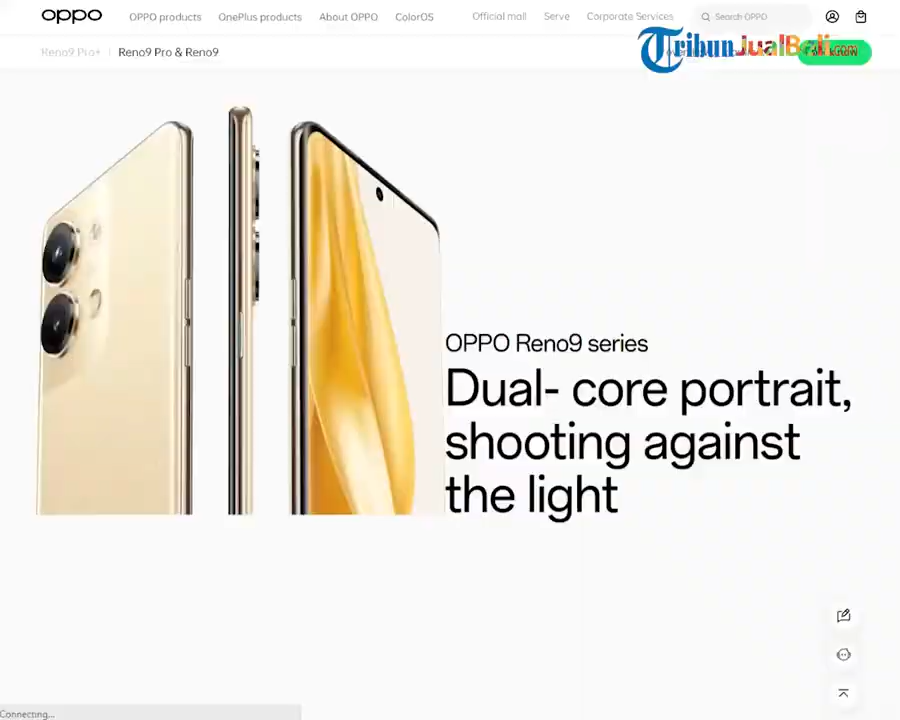 oppo
OPPO products
OnePlus products
About OPPO
ColorOS
Official mall
Serve
Corporate Services
Search OPPO
Reno9 Pro+
Reno9 Pro & Reno9
TribunJualBeli.com
OPPO Reno9 series
Dual- core portrait,
shooting against
the light
Connecting...